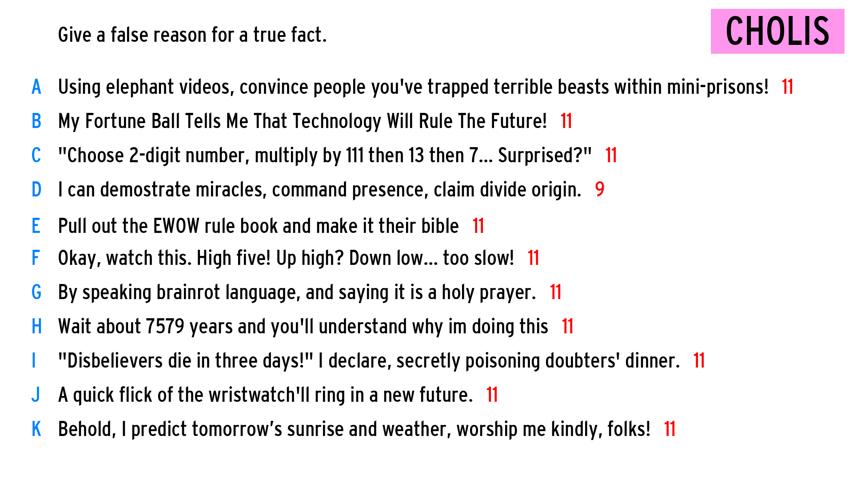 Give a false reason for a true fact.
CHOLIS
A Using elephant videos, convince people you've trapped terrible beasts within mini-prisons! 11
B My Fortune Ball Tells Me That Technology Will Rule The Future! 11
C "Choose 2-digit number, multiply by 111 then 13 then 7... Surprised?" 11
D I can demostrate miracles, command presence, claim divide origin. 9
E Pull out the EWOW rule book and make it their bible 11
F Okay, watch this. High five! Up high? Down low... too slow! 11
G By speaking brainrot language, and saying it is a holy prayer. 11
H Wait about 7579 years and you'll understand why im doing this 11
I "Disbelievers die in three days!" I declare, secretly poisoning doubters' dinner. 11
J A quick flick of the wristwatch'll ring in a new future. 11
K Behold, I predict tomorrow's sunrise and weather, worship me kindly, folks! 11